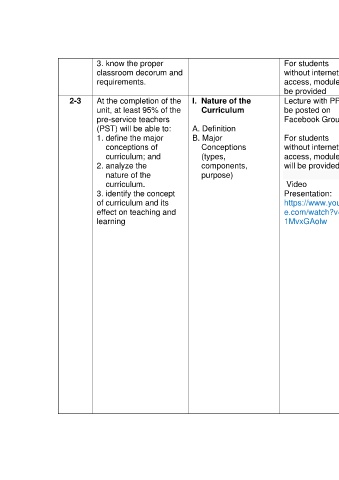 3. know the proper
classroom decorum and
requirements.
For students
without internet
access, module
be provided
2-3
At the completion of the
unit, at least 95% of the
pre-service teachers
(PST) will be able to:
1. define the major
conceptions of
curriculum; and
2. analyze the
nature of the
curriculum.
3. identify the concept
of curriculum and its
effect on teaching and
learning
I. Nature of the
Curriculum
A. Definition
B. Major
Conceptions
(types,
components,
purpose)
Lecture with PP
be posted on
Facebook Grou
For students
without internet
access, module
will be provided
Video
Presentation:
https://www.you
e.com/watch?v=